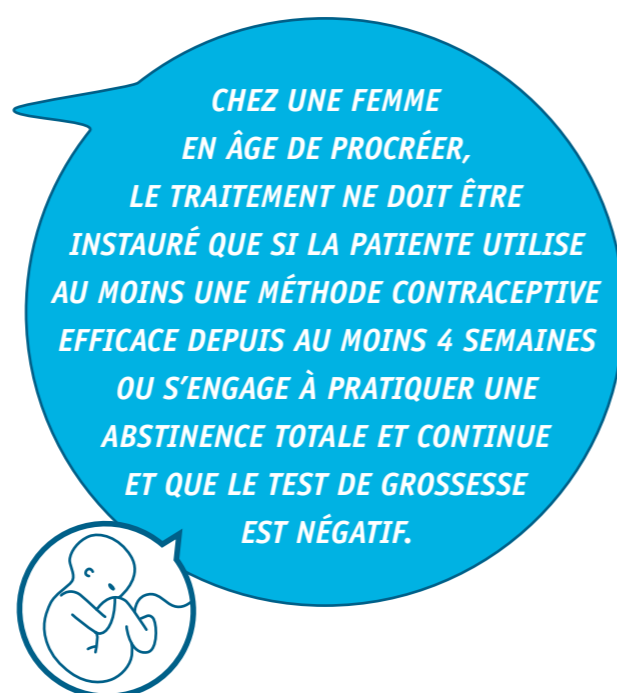 CHEZ UNE FEMME
EN ÂGE DE PROCRÉER,
LE TRAITEMENT NE DOIT ÊTRE
INSTAURÉ QUE SI LA PATIENTE UTILISE
AU MOINS UNE MÉTHODE CONTRACEPTIVE
EFFICACE DEPUIS AU MOINS 4 SEMAINES
OU S’ENGAGE À PRATIQUER UNE
ABSTINENCE TOTALE ET CONTINUE
ET QUE LE TEST DE GROSSESSE
EST NÉGATIF.